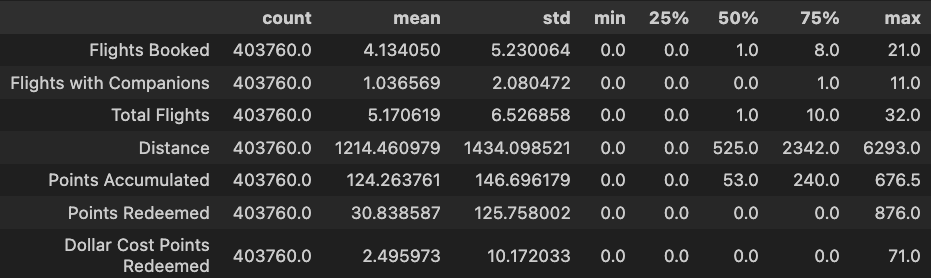 count mean std min 25% 50% 75% max
Flights Booked 403760.0 4.134050 5.230064 0.0 0.0 1.0 8.0 21.0
Flights with Companions 403760.0 1.036569 2.080472 0.0 0.0 0.0 1.0 11.0
Total Flights 403760.0 5.170619 6.526858 0.0 0.0 1.0 10.0 32.0
Distance 403760.0 1214.460979 1434.098521 0.0 0.0 525.0 2342.0 6293.0
Points Accumulated 403760.0 124.263761 146.696179 0.0 0.0 53.0 240.0 676.5
Points Redeemed 403760.0 30.838587 125.758002 0.0 0.0 0.0 0.0 876.0
Dollar Cost Points
Redeemed 403760.0 2.495973 10.172033 0.0 0.0 0.0 0.0 71.0